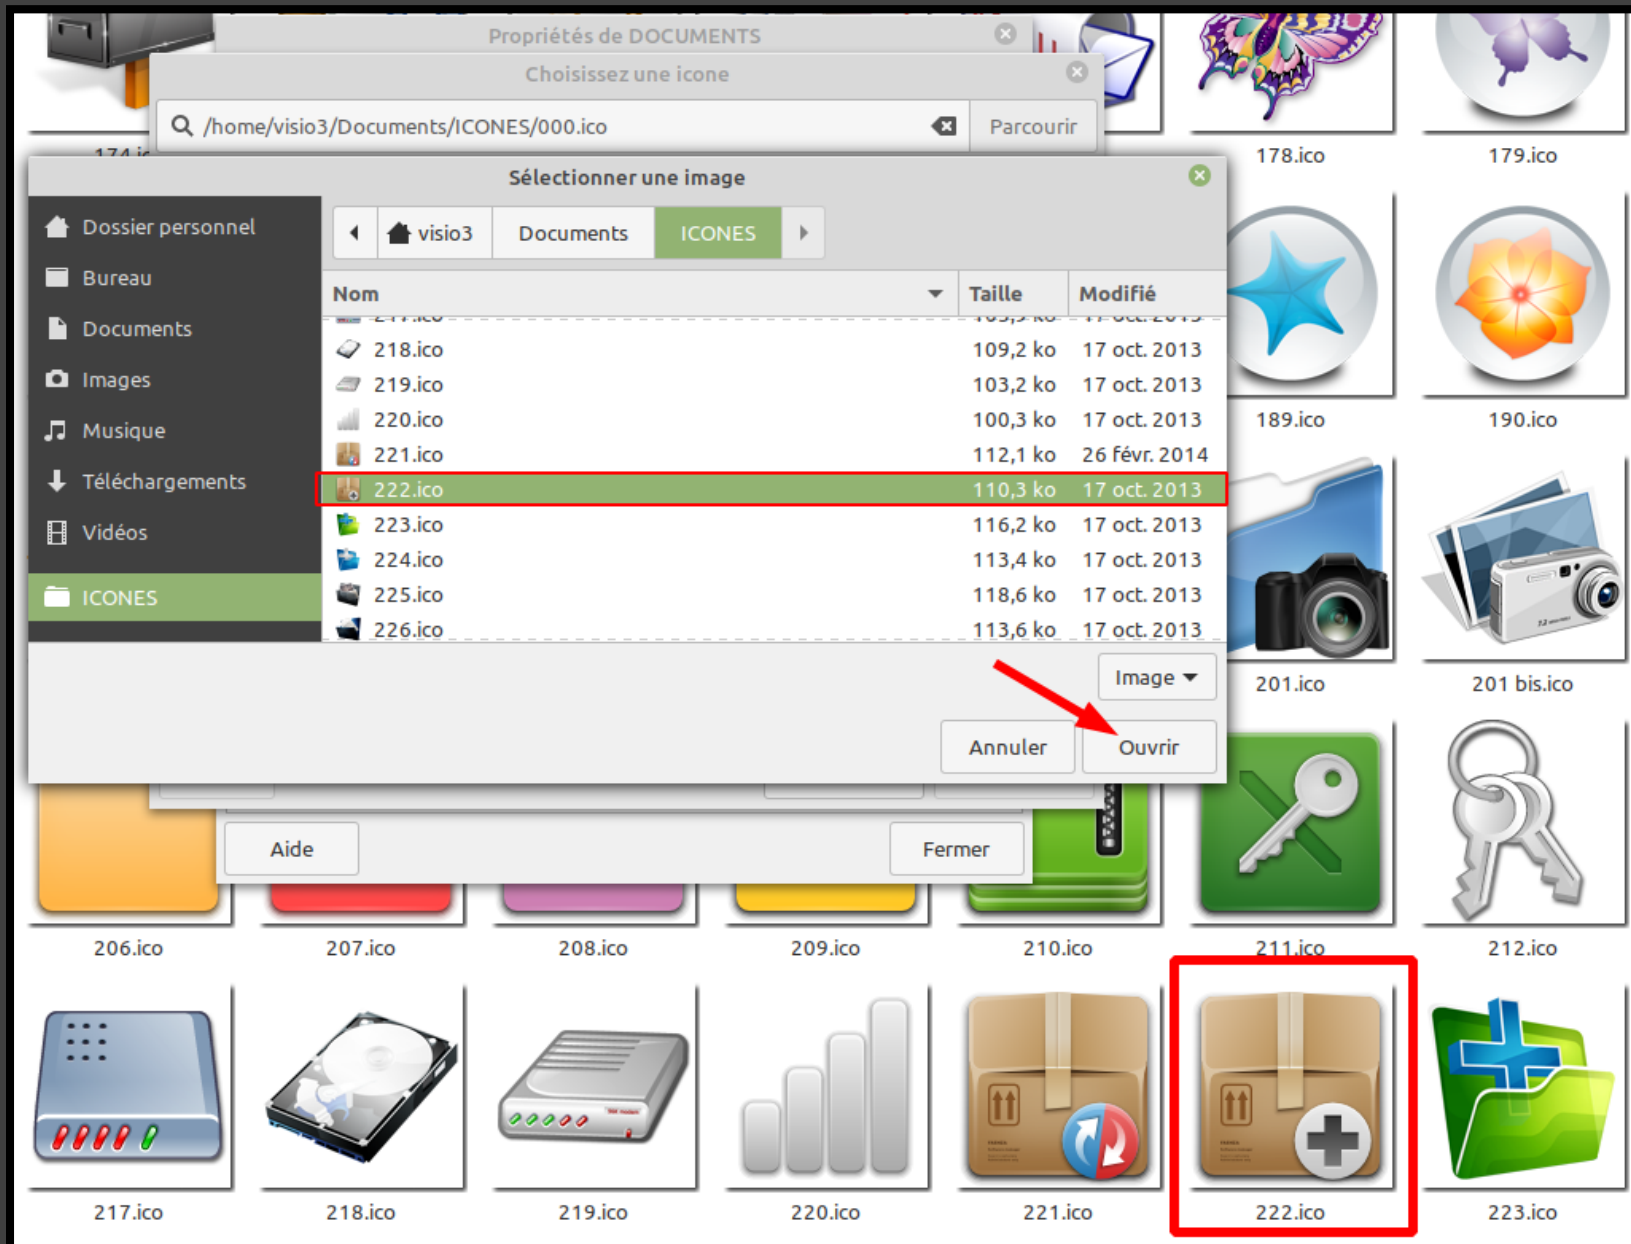 Propriétés de DOCUMENTS
Choisissez une icone
/home/visio3/Documents/ICONES/000.ico
Parcourir
178.ico
179.ico
Sélectionner une image
Dossier personnel
Bureau
Documents
Images
Musique
Téléchargements
Vidéos
ICONES
visio3
Documents
ICONES
Nom
Taille
Modifié
218.ico 109,2 ko 17 oct. 2013
219.ico 103,2 ko 17 oct. 2013
220.ico 100,3 ko 17 oct. 2013
221.ico 112,1 ko 26 févr. 2014
222.ico 110,3 ko 17 oct. 2013
223.ico 116,2 ko 17 oct. 2013
224.ico 113,4 ko 17 oct. 2013
225.ico 118,6 ko 17 oct. 2013
226.ico 113,6 ko 17 oct. 2013
Image
Annuler
Ouvrir
189.ico
190.ico
201.ico
201 bis.ico
Aide
Fermer
206.ico
207.ico
208.ico
209.ico
210.ico
211.ico
212.ico
217.ico
218.ico
219.ico
220.ico
221.ico
222.ico
223.ico